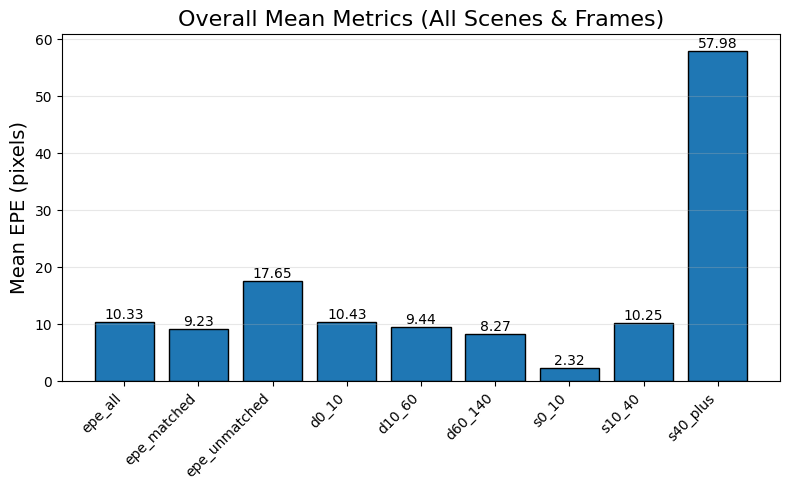 Overall Mean Metrics (All Scenes & Frames)
Mean EPE (pixels)
60
50
40
30
20
10
0
10.33
9.23
17.65
10.43
9.44
8.27
2.32
10.25
57.98
epe_all
epe_matched
epe_unmatched
d0_10
d10_60
d60_140
s0_10
s10_40
s40_plus